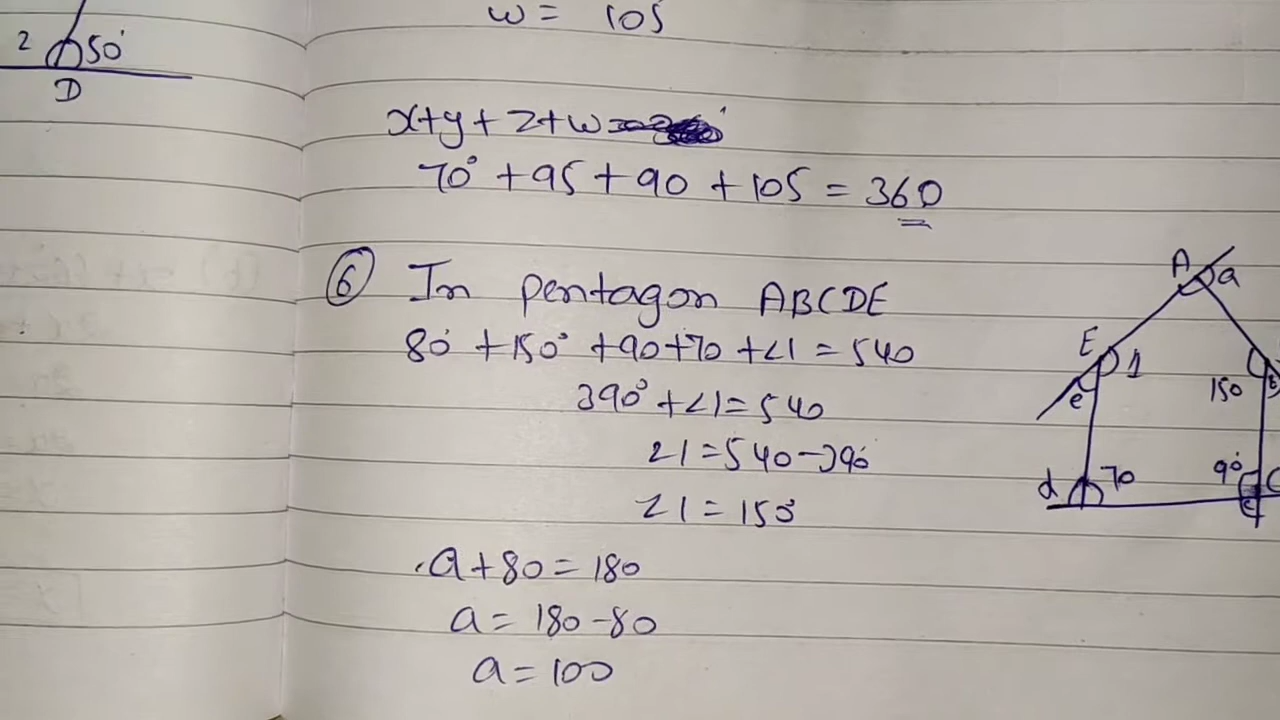 2 50°
D
w = 105
x+y+z+w=
70° +95 + 90 + 105 = 360
⑥ In pentagon ABCDE
80° +150° +90+70 +∠1 = 540
390° +∠1= 540
∠1 =540-390°
∠1 = 150°
a+80 = 180
a= 180 -80
a= 100
A a
E 1
e
150 B
d 70 90° C
c